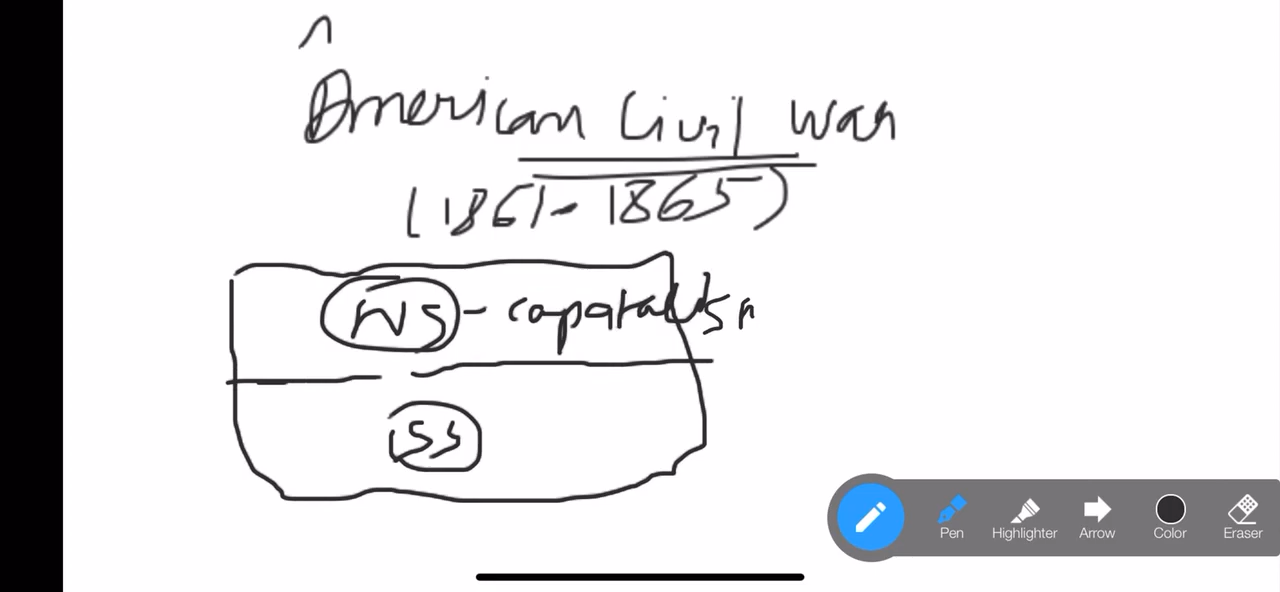 American Civil War
(1861-1865)
NS - capatalism
SS
Pen Highlighter Arrow Color Eraser